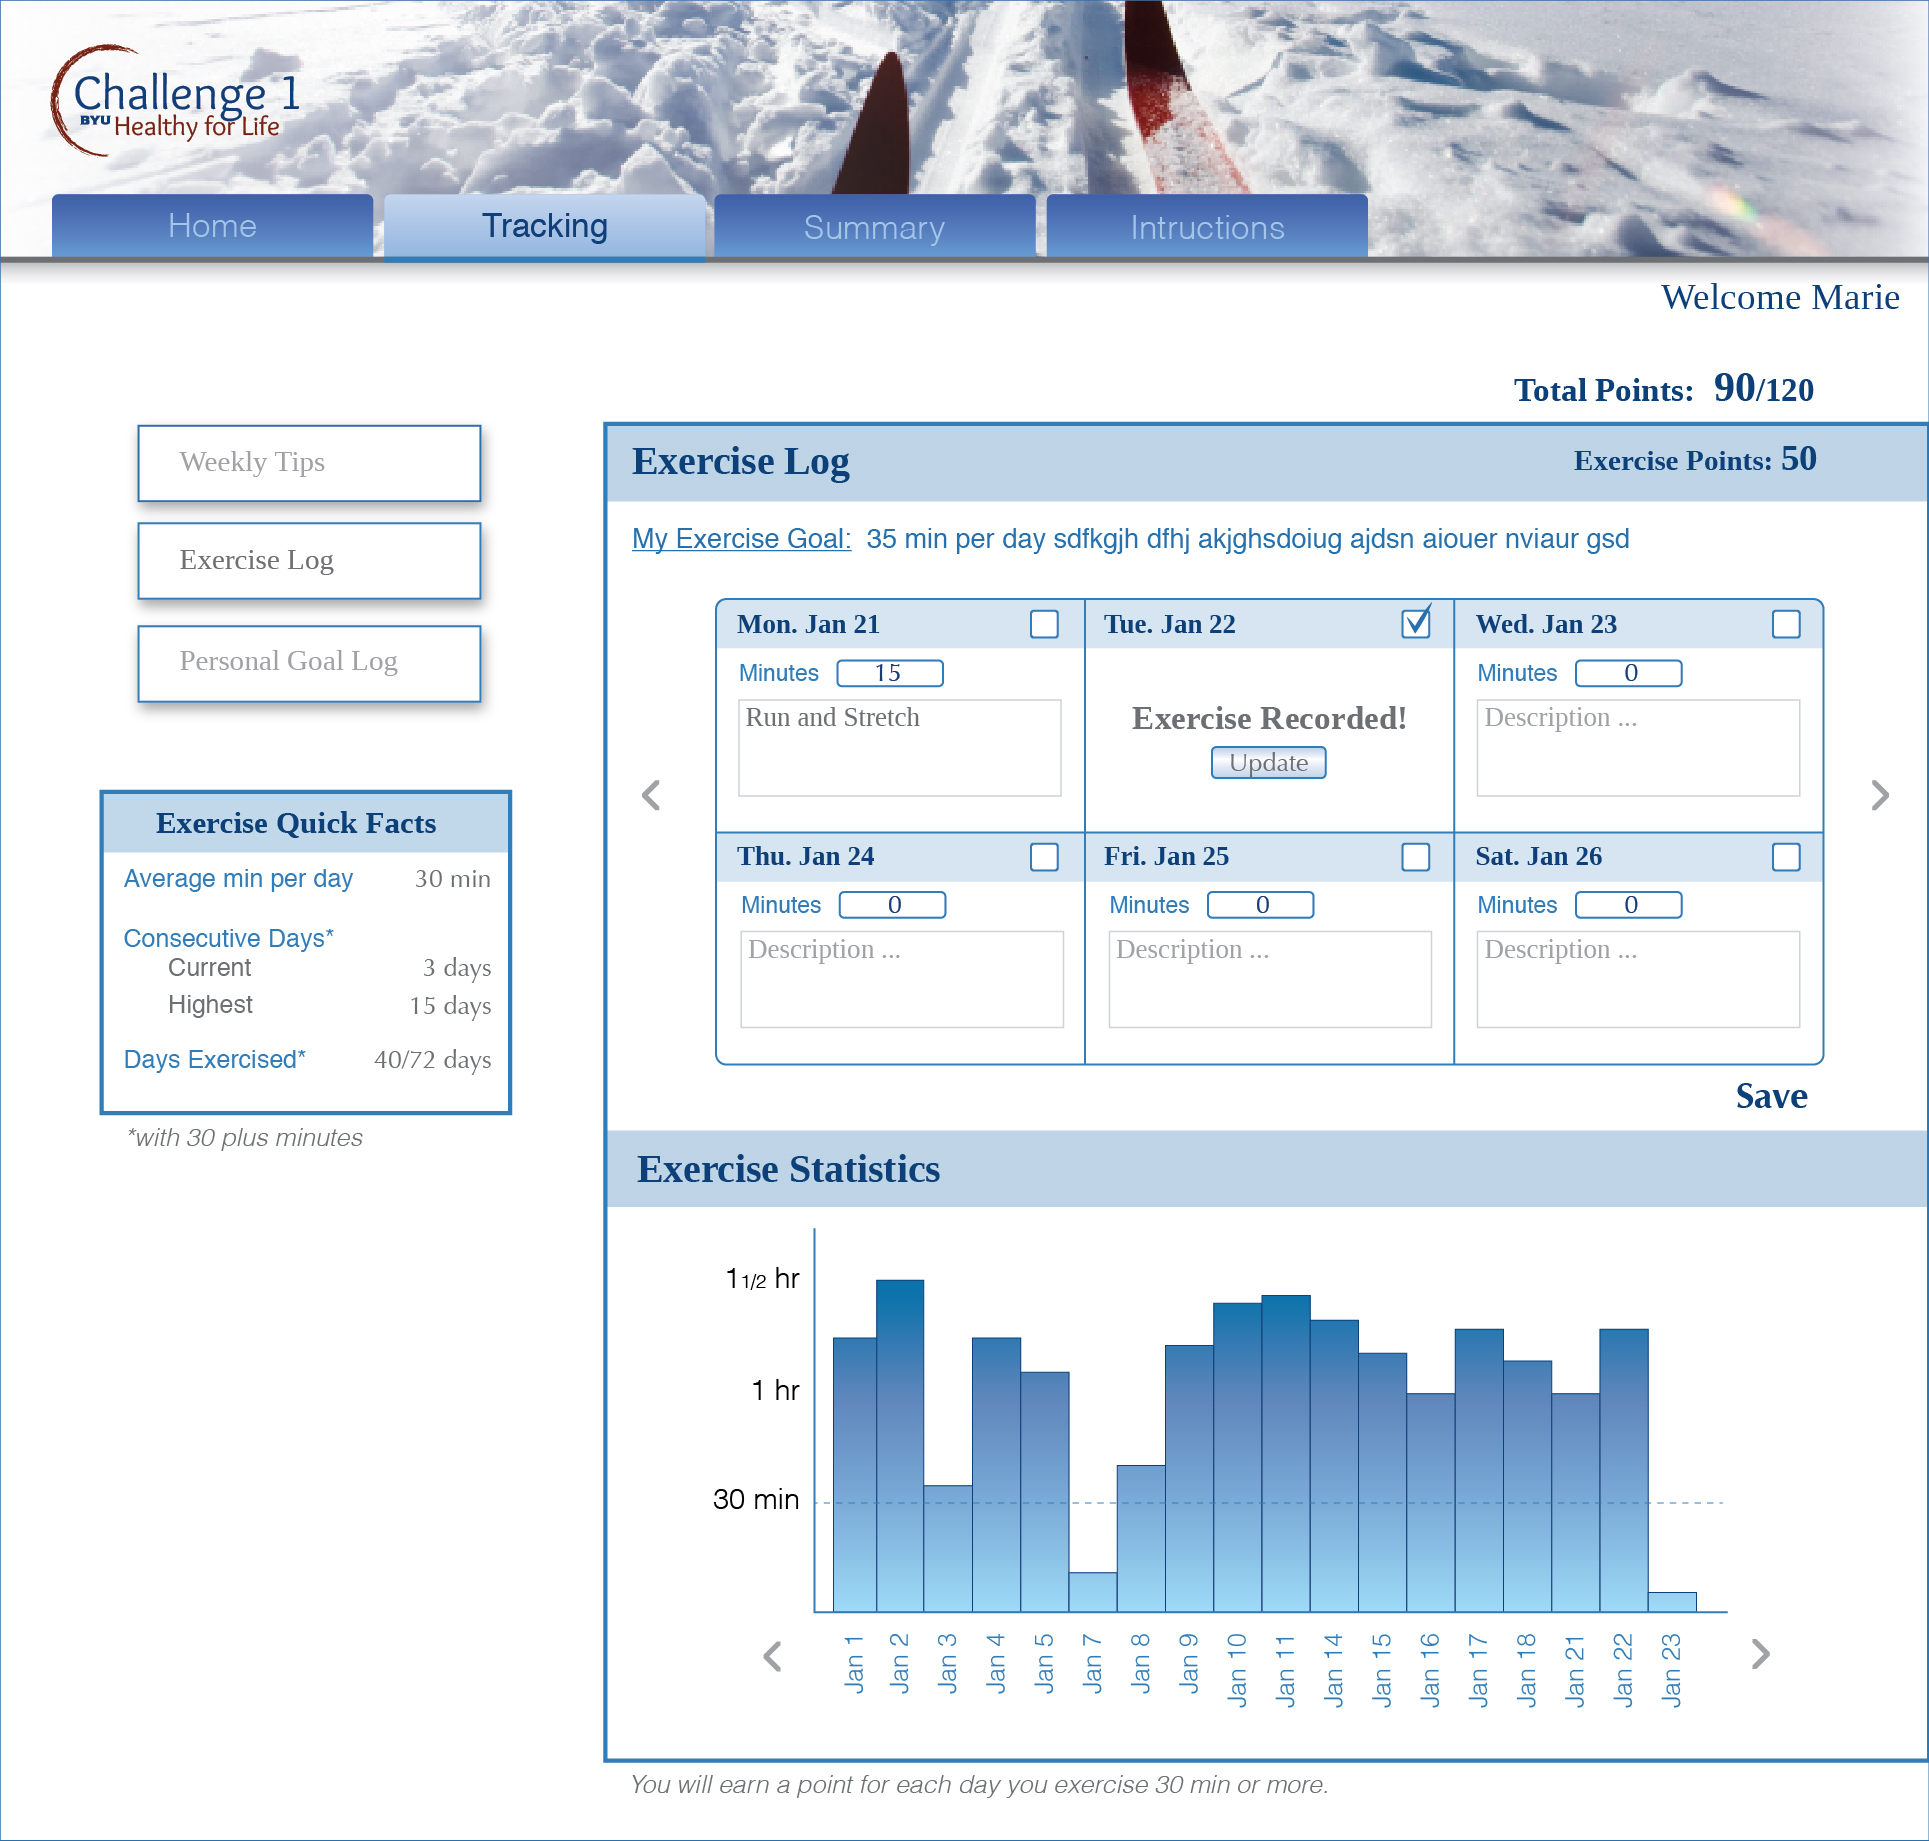 Challenge 1
BYU Healthy for Life
Home
Tracking
Summary
Intructions
Welcome Marie
Total Points: 90/120
Weekly Tips
Exercise Log
Personal Goal Log
Exercise Quick Facts
Average min per day 30 min
Consecutive Days*
Current 3 days
Highest 15 days
Days Exercised* 40/72 days
*with 30 plus minutes
Exercise Log
Exercise Points: 50
My Exercise Goal: 35 min per day sdfkgjh dfhj akjghsdoiug ajdsn aiouer nviaur gsd
Mon. Jan 21
Minutes 15
Run and Stretch
Tue. Jan 22
Exercise Recorded!
Update
Wed. Jan 23
Minutes 0
Description ...
Thu. Jan 24
Minutes 0
Description ...
Fri. Jan 25
Minutes 0
Description ...
Sat. Jan 26
Minutes 0
Description ...
Save
Exercise Statistics
1 1/2 hr
1 hr
30 min
Jan 1
Jan 2
Jan 3
Jan 4
Jan 5
Jan 7
Jan 8
Jan 9
Jan 10
Jan 11
Jan 14
Jan 15
Jan 16
Jan 17
Jan 18
Jan 21
Jan 22
Jan 23
You will earn a point for each day you exercise 30 min or more.